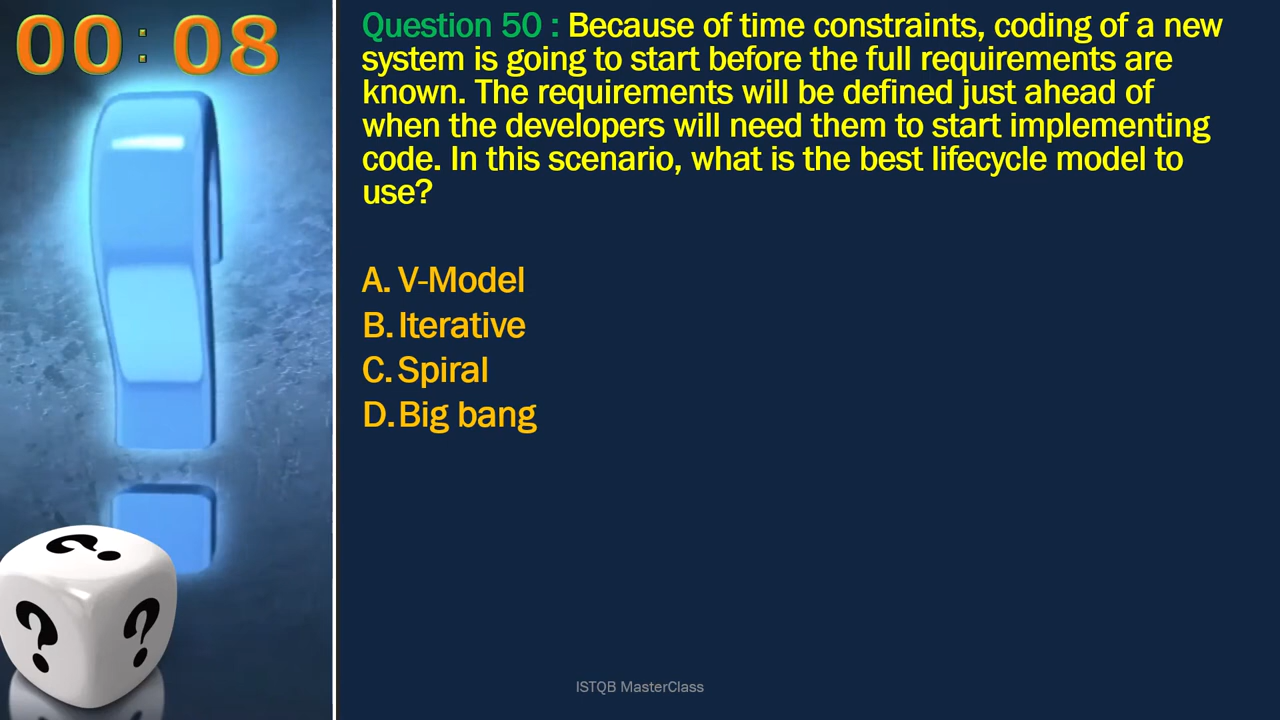 00:08
Question 50 : Because of time constraints, coding of a new
system is going to start before the full requirements are
known. The requirements will be defined just ahead of
when the developers will need them to start implementing
code. In this scenario, what is the best lifecycle model to
use?
A. V-Model
B. Iterative
C. Spiral
D. Big bang
? ? ?
ISTQB MasterClass